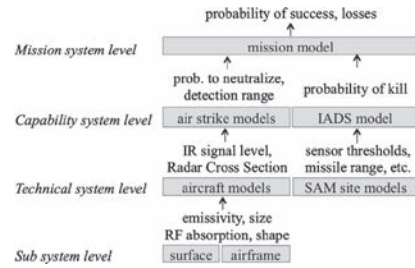 probability of success, losses
Mission system level
mission model
prob. to neutralize,
detection range
probability of kill
Capability system level
air strike models
IADS model
IR signal level,
Radar Cross Section
sensor thresholds,
missile range, etc.
Technical system level
aircraft models
SAM site models
emissivity, size
RF absorption, shape
Sub system level
surface
airframe